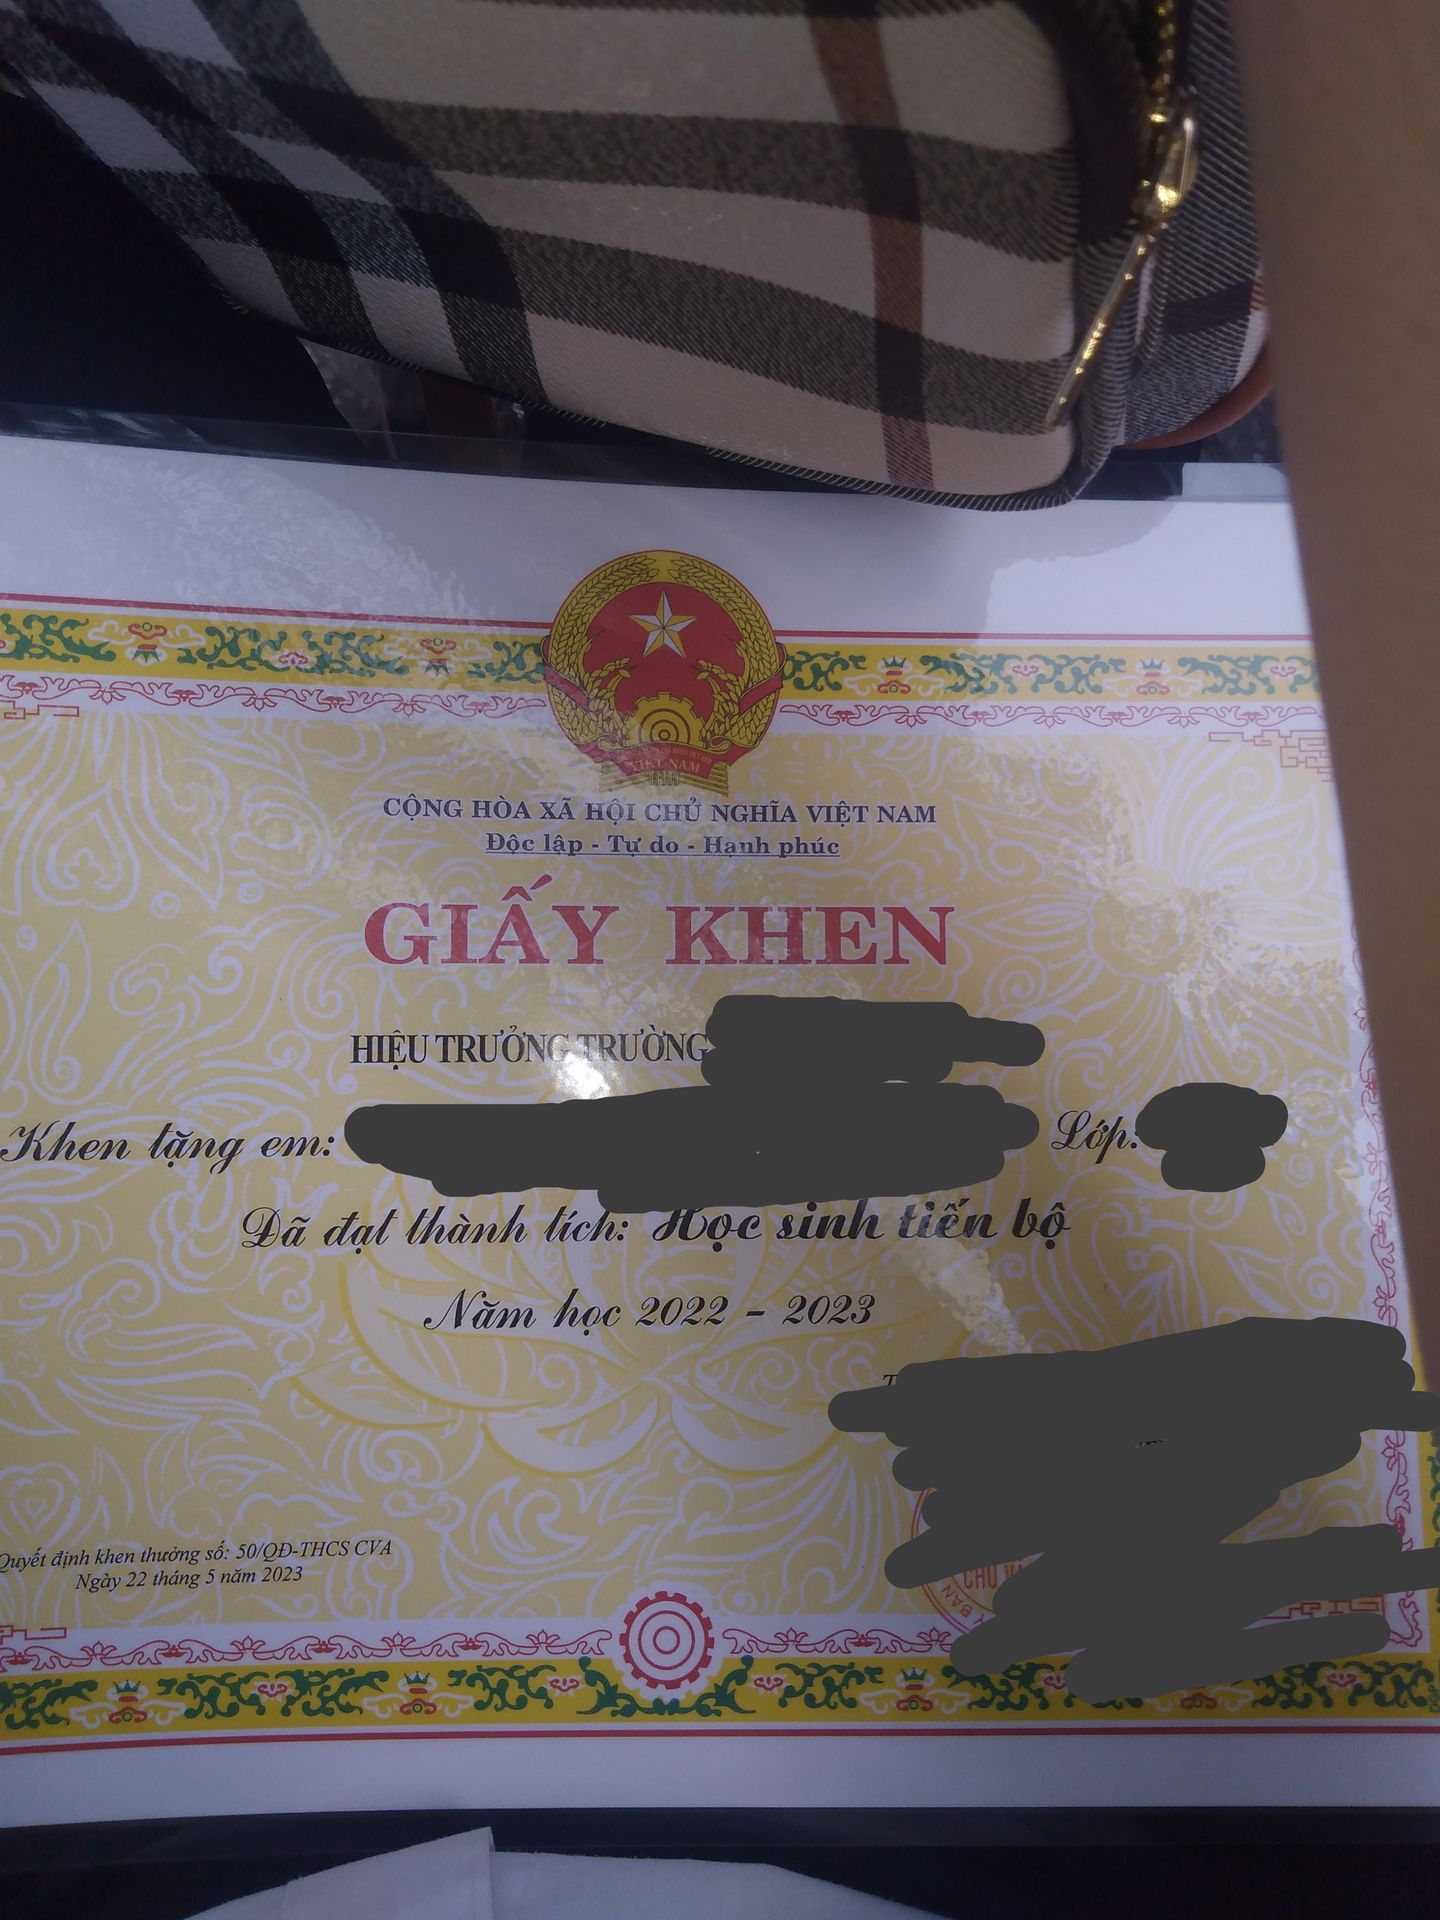 VIỆT NAM
CỘNG HÒA XÃ HỘI CHỦ NGHĨA VIỆT NAM
Độc lập - Tự do - Hạnh phúc
GIẤY KHEN
HIỆU TRƯỞNG TRƯỜNG
Khen tặng em: Lớp:
Đã đạt thành tích: Học sinh tiến bộ
Năm học 2022 - 2023
Quyết định khen thưởng số: 50/QĐ-THCS CVA
Ngày 22 tháng 5 năm 2023